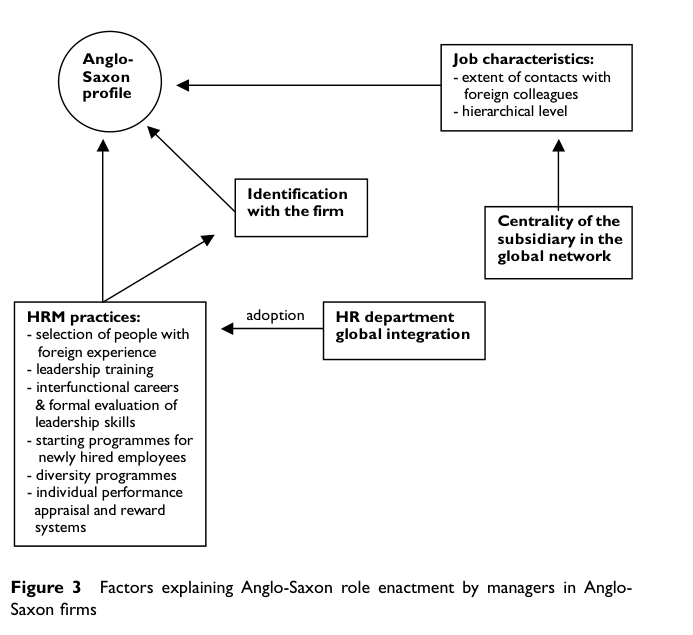 Anglo-
Saxon
profile
Job characteristics:
- extent of contacts with
foreign colleagues
- hierarchical level
Identification
with the firm
Centrality of the
subsidiary in the
global network
HRM practices:
- selection of people with
foreign experience
- leadership training
- interfunctional careers
& formal evaluation of
leadership skills
- starting programmes for
newly hired employees
- diversity programmes
- individual performance
appraisal and reward
systems
adoption
HR department
global integration
Figure 3 Factors explaining Anglo-Saxon role enactment by managers in Anglo-
Saxon firms